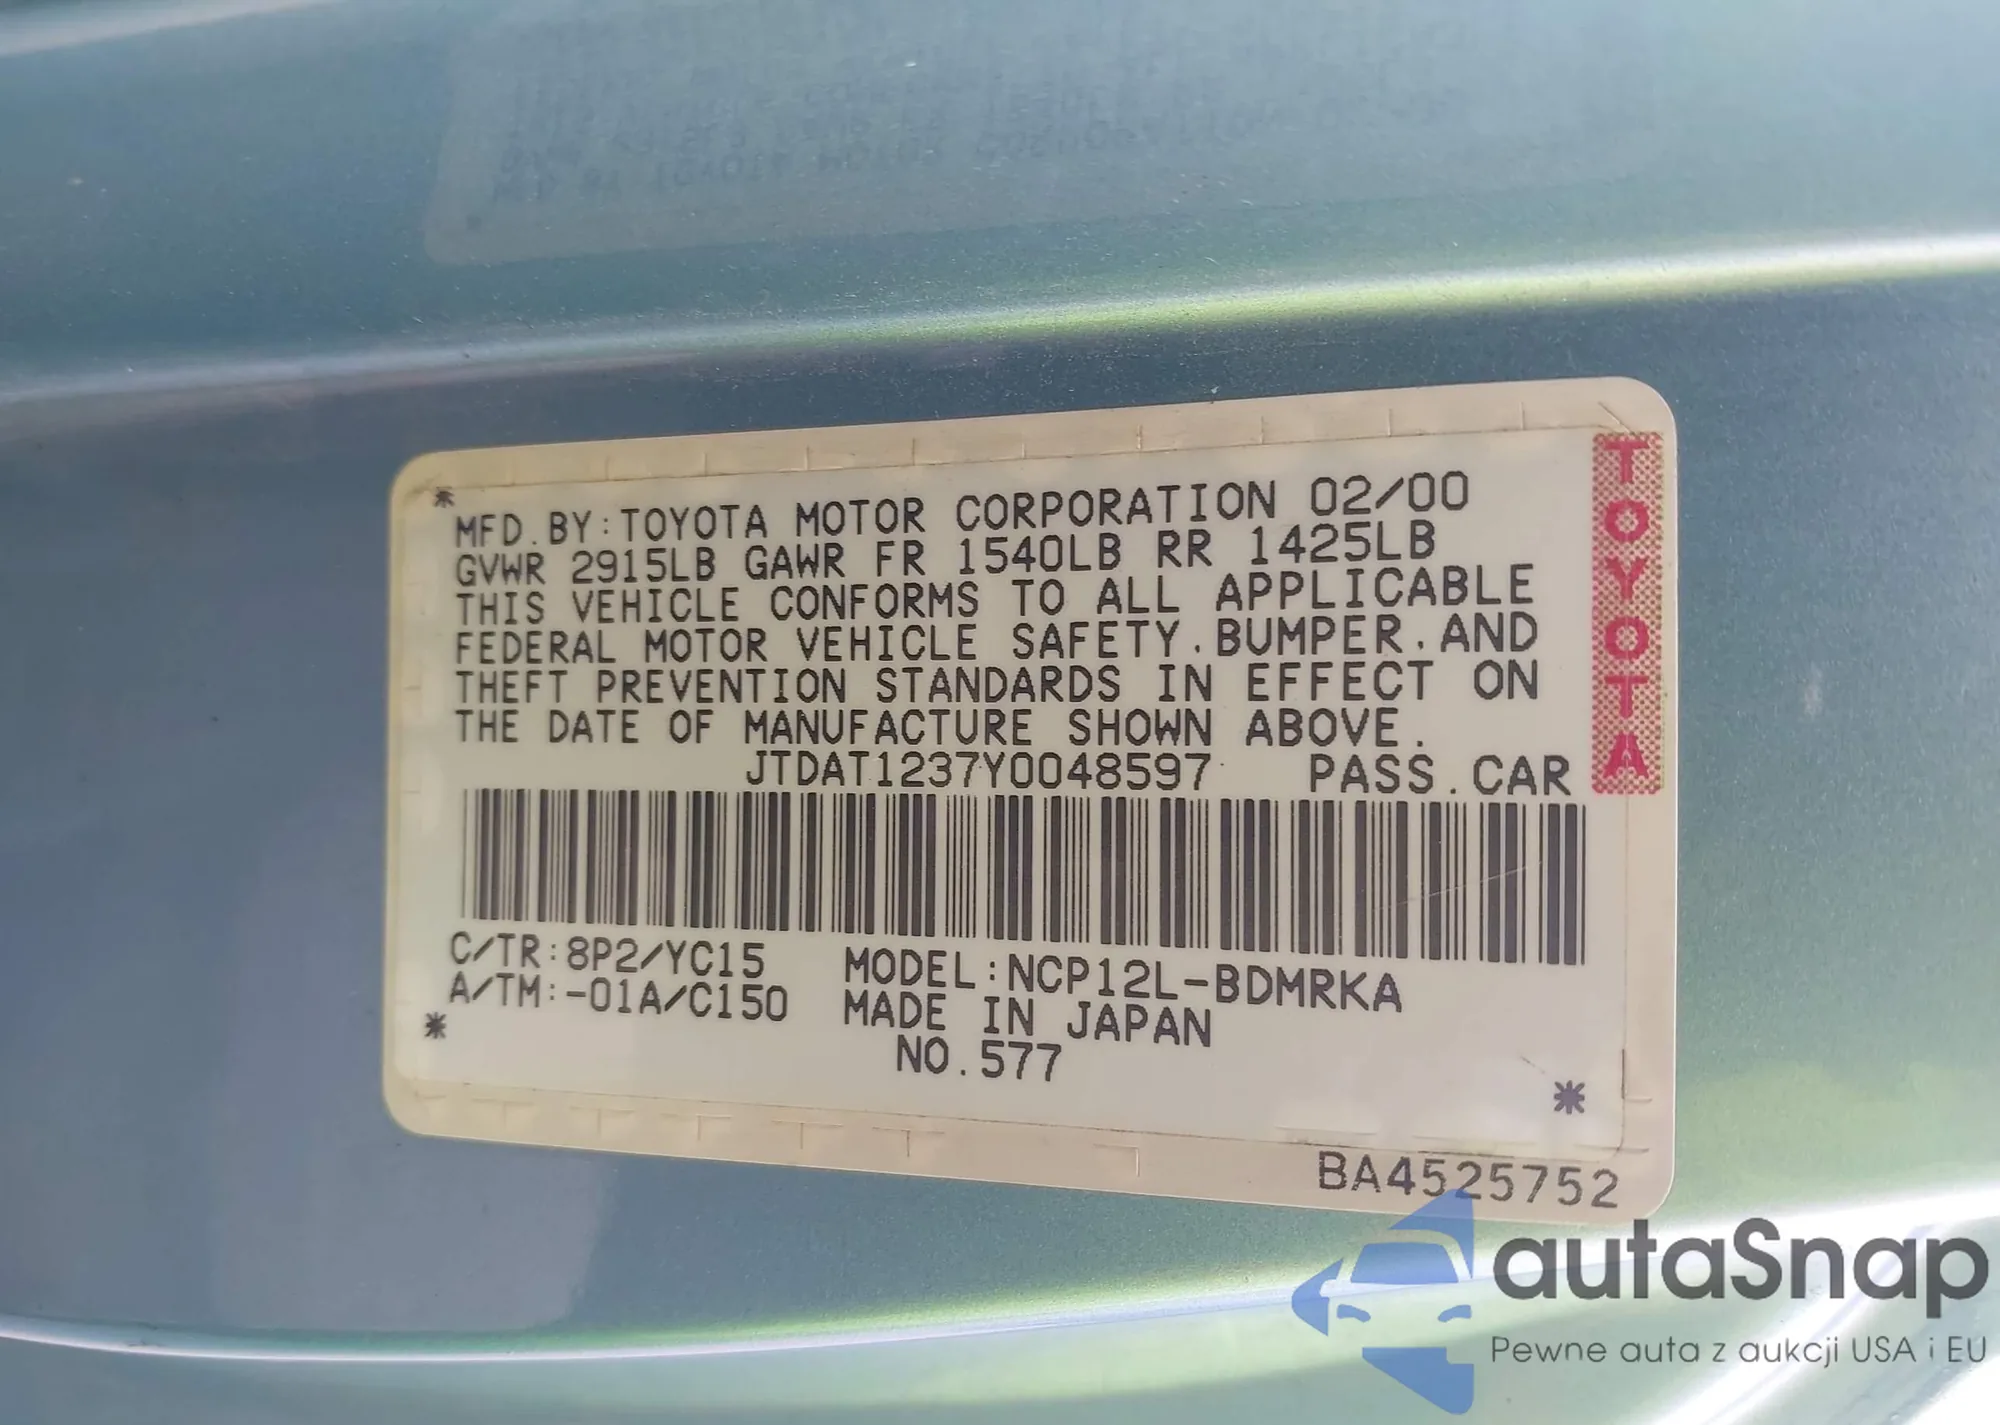 MFD.BY:TOYOTA MOTOR CORPORATION 02/00
GVWR 2915LB GAWR FR 1540LB RR 1425LB
THIS VEHICLE CONFORMS TO ALL APPLICABLE
FEDERAL MOTOR VEHICLE SAFETY.BUMPER.AND
THEFT PREVENTION STANDARDS IN EFFECT ON
THE DATE OF MANUFACTURE SHOWN ABOVE.
JTDAT1237Y0048597 PASS.CAR
C/TR:8P2/YC15 MODEL:NCP12L-BDMRKA
A/TM:-01A/C150 MADE IN JAPAN
NO.577
BA4525752
TOYOTA
autaSnap
Pewne auta z aukcji USA i EU